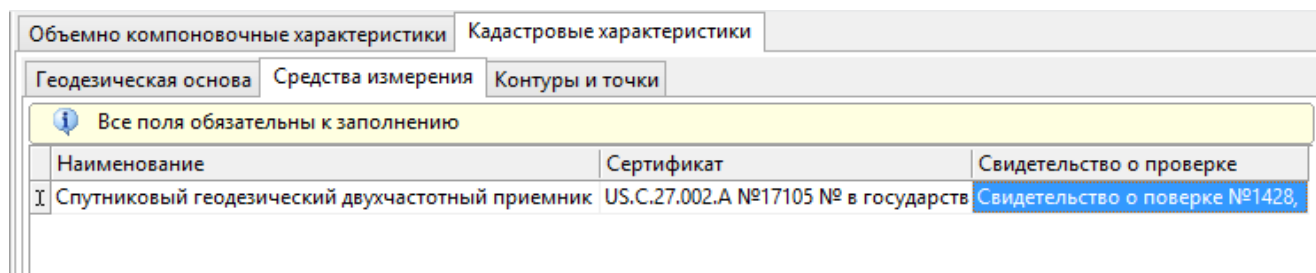 Объемно компоновочные характеристики Кадастровые характеристики
Геодезическая основа Средства измерения Контуры и точки
Все поля обязательны к заполнению
Наименование Сертификат Свидетельство о проверке
Спутниковый геодезический двухчастотный приемник US.C.27.002.A №17105 № в государств Свидетельство о поверке №1428,